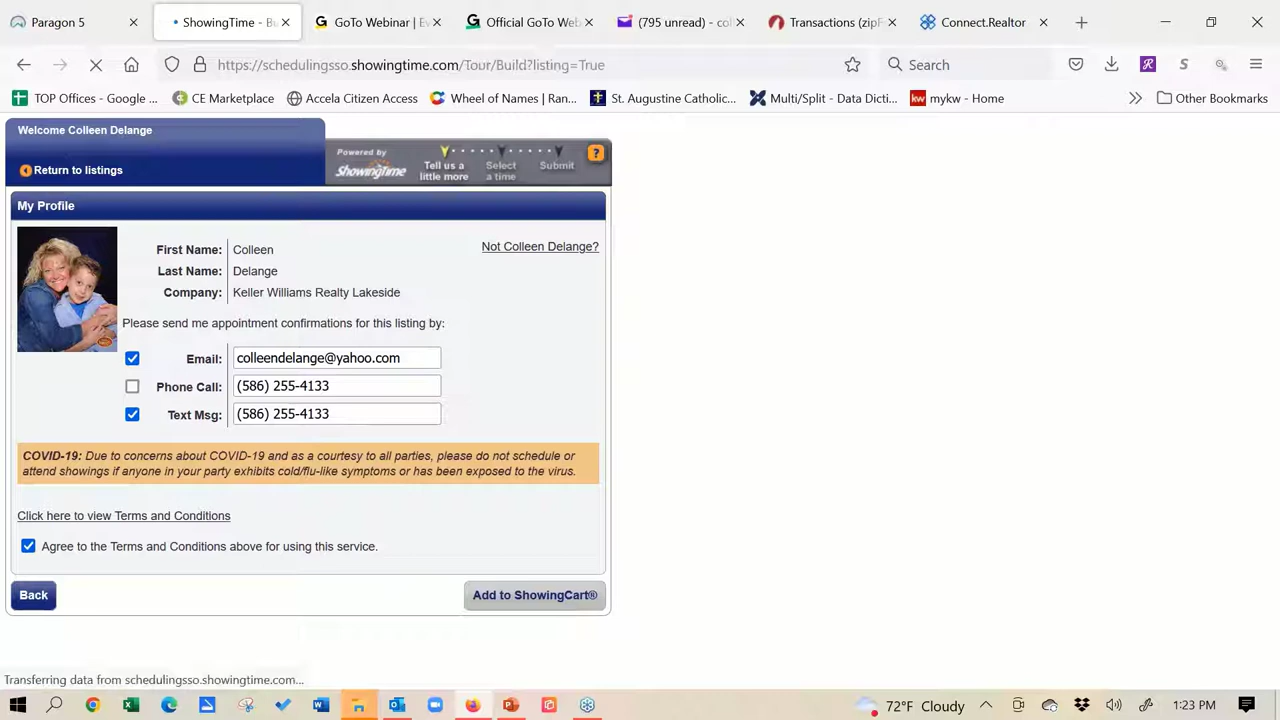 Paragon 5
ShowingTime - Bu
GoTo Webinar | Ev
Official GoTo Web
(795 unread) - col
Transactions (zipF
Connect.Realtor
https://schedulingsso.showingtime.com/Tour/Build?listing=True
Search
TOP Offices - Google ...
CE Marketplace
Accela Citizen Access
Wheel of Names | Ran...
St. Augustine Catholic...
Multi/Split - Data Dicti...
kw mykw - Home
Other Bookmarks
Welcome Colleen Delange
Return to listings
Powered by
ShowingTime
Tell us a
little more
Select
a time
Submit
?
My Profile
First Name: Colleen
Not Colleen Delange?
Last Name: Delange
Company: Keller Williams Realty Lakeside
Please send me appointment confirmations for this listing by:
Email: colleendelange@yahoo.com
Phone Call: (586) 255-4133
Text Msg: (586) 255-4133
COVID-19: Due to concerns about COVID-19 and as a courtesy to all parties, please do not schedule or
attend showings if anyone in your party exhibits cold/flu-like symptoms or has been exposed to the virus.
Click here to view Terms and Conditions
Agree to the Terms and Conditions above for using this service.
Back
Add to ShowingCart®
Transferring data from schedulingsso.showingtime.com...
72°F Cloudy
1:23 PM